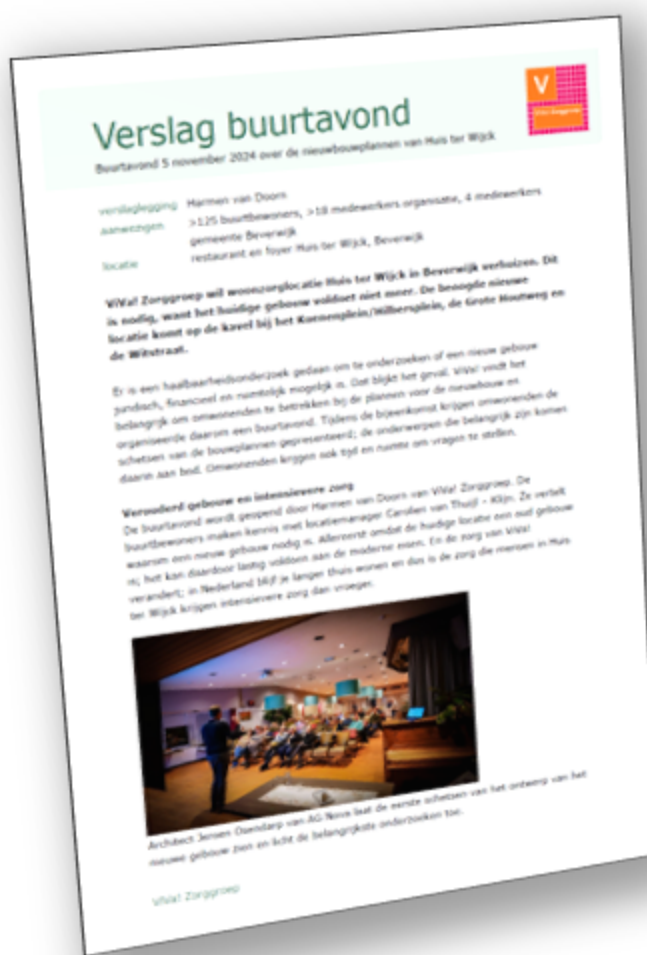 Verslag buurtavond
Buurtavond 5 november 2024 over de nieuwbouwplannen van Huis ter Wijck
V
verslaglegging Harmen van Doorn
aanwezigen >125 buurtbewoners, >18 medewerkers organisatie, 4 medewerkers
gemeente Beverwijk
locatie restaurant en foyer Huis ter Wijck, Beverwijk
ViVa! Zorggroep wil woonzorglocatie Huis ter Wijck in Beverwijk verhuizen. Dit
is nodig, want het huidige gebouw voldoet niet meer. De beoogde nieuwe
locatie komt op de kavel bij het Koenenplein/Hilbersplein, de Grote Houtweg en
de Witstraat.
Er is een haalbaarheidsonderzoek gedaan om te onderzoeken of een nieuw gebouw
juridisch, financieel en ruimtelijk mogelijk is. Dat blijkt het geval. ViVa! vindt het
belangrijk om omwonenden te betrekken bij de plannen voor de nieuwbouw en
organiseerde daarom een buurtavond. Tijdens de bijeenkomst krijgen omwonenden de
schetsen van de bouwplannen gepresenteerd; de onderwerpen die belangrijk zijn komen
daarin aan bod. Omwonenden krijgen ook tijd en ruimte om vragen te stellen.
Verouderd gebouw en intensievere zorg
De buurtavond wordt geopend door Harmen van Doorn van ViVa! Zorggroep. De
buurtbewoners maken kennis met locatiemanager Carolien van Thuijl - Klijn. Ze vertelt
waarom een nieuw gebouw nodig is. Allereerst omdat de huidige locatie een oud gebouw
is; het kan daardoor lastig voldoen aan de moderne eisen. En de zorg van ViVa!
verandert; in Nederland blijf je langer thuis wonen en dus is de zorg die mensen in Huis
ter Wijck krijgen intensievere zorg dan vroeger.
Architect Jeroen van AG Nova laat de eerste schetsen van het ontwerp van het
nieuwe gebouw zien en licht de belangrijkste onderzoeken toe.
ViVa! Zorggroep